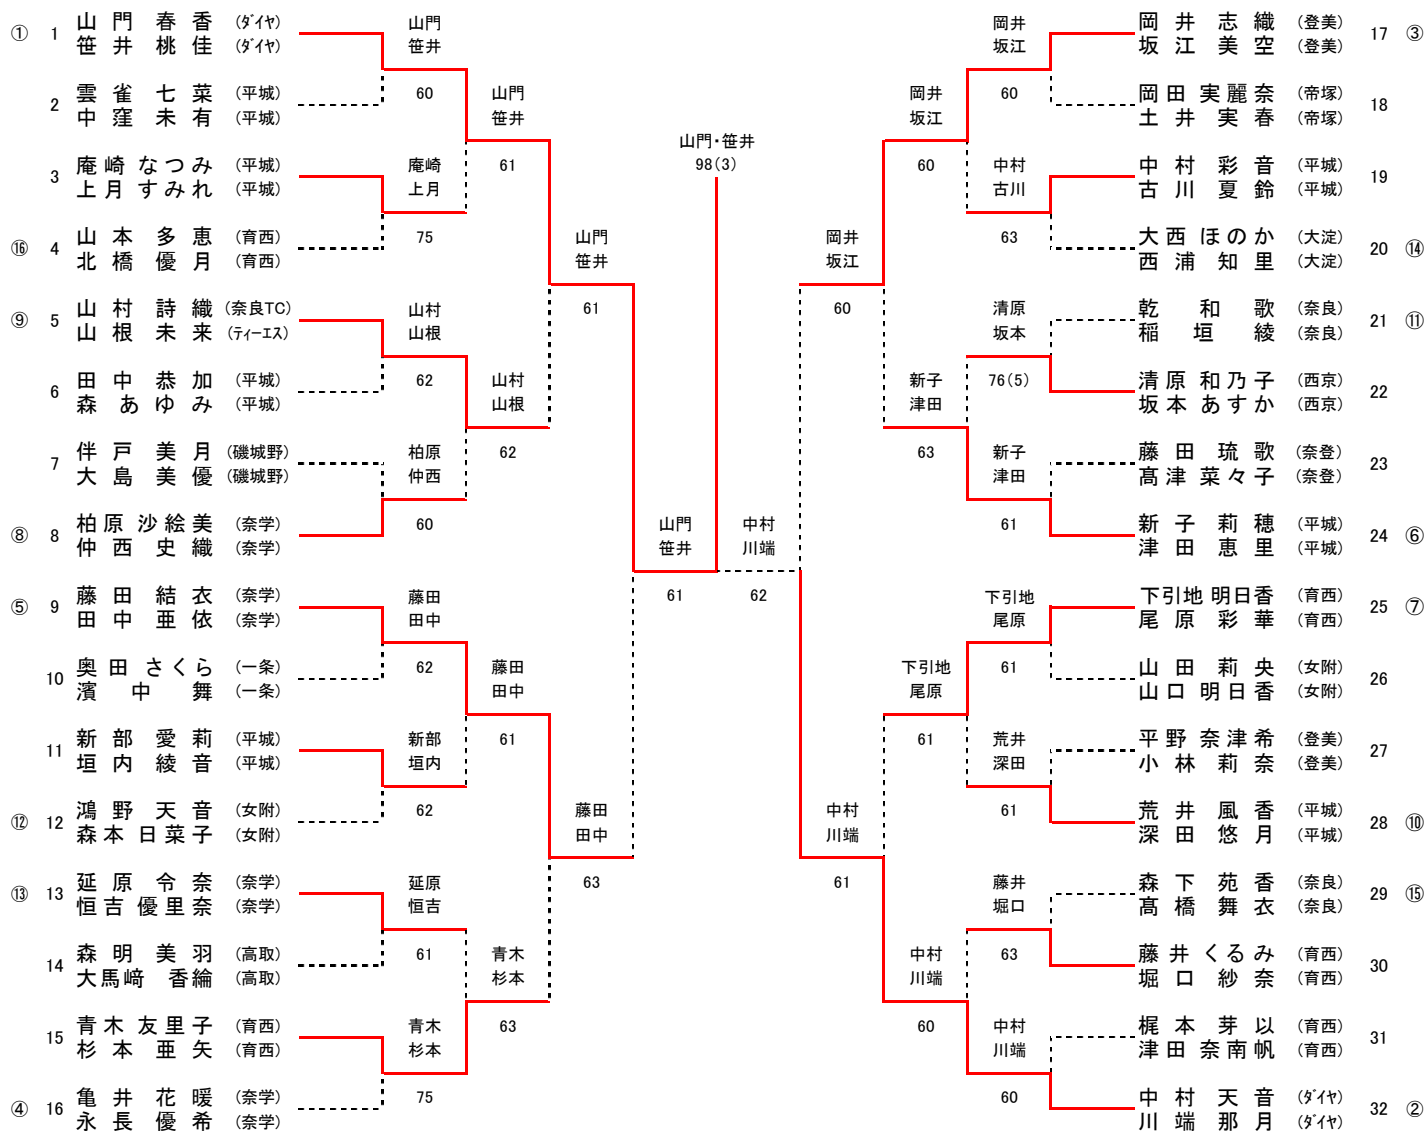 ① 1 山門春香 (ダイヤ)
笹井桃佳 (ダイヤ)
2 雲雀七菜 (平城)
中窪未有 (平城)
3 庵崎なつみ (平城)
上月すみれ (平城)
⑯ 4 山本多恵 (育西)
北橋優月 (育西)
⑨ 5 山村詩織 (奈良TC)
山根未来 (ティーエス)
6 田中恭加 (平城)
森あゆみ (平城)
7 伴戸美月 (磯城野)
大島美優 (磯城野)
⑧ 8 柏原沙絵美 (奈学)
仲西史織 (奈学)
⑤ 9 藤田結衣 (奈学)
田中亜依 (奈学)
10 奥田さくら (一条)
濱中舞 (一条)
11 新部愛莉 (平城)
垣内綾音 (平城)
⑫ 12 鴻野天音 (女附)
森本日菜子 (女附)
⑬ 13 延原令奈 (奈学)
恒吉優里奈 (奈学)
14 森明美羽 (高取)
大馬﨑香綸 (高取)
15 青木友里子 (育西)
杉本亜矢 (育西)
④ 16 亀井花暖 (奈学)
永長優希 (奈学)
山門
笹井
60
庵崎
上月
75
山村
山根
62
柏原
仲西
60
藤田
田中
62
新部
垣内
62
延原
恒吉
61
青木
杉本
75
山門
笹井
61
山村
山根
62
藤田
田中
61
青木
杉本
63
山門
笹井
61
藤田
田中
63
山門
笹井
61
山門・笹井
98(3)
中村
川端
62
岡井
坂江
60
中村
川端
61
岡井
坂江
60
新子
津田
63
下引地
尾原
61
中村
川端
60
岡井
坂江
60
中村
古川
63
清原
坂本
76(5)
新子
津田
61
下引地
尾原
61
荒井
深田
61
藤井
堀口
63
中村
川端
60
岡井志織 (登美) 17 ③
坂江美空 (登美)
岡田実麗奈 (帝塚) 18
土井実春 (帝塚)
中村彩音 (平城) 19
古川夏鈴 (平城)
大西ほのか (大淀) 20 ⑭
西浦知里 (大淀)
乾和歌 (奈良) 21 ⑪
稲垣綾 (奈良)
清原和乃子 (西京) 22
坂本あすか (西京)
藤田琉歌 (奈登) 23
髙津菜々子 (奈登)
新子莉穂 (平城) 24 ⑥
津田恵里 (平城)
下引地明日香 (育西) 25 ⑦
尾原彩華 (育西)
山田莉央 (女附) 26
山口明日香 (女附)
平野奈津希 (登美) 27
小林莉奈 (登美)
荒井風香 (平城) 28 ⑩
深田悠月 (平城)
森下苑香 (奈良) 29 ⑮
髙橋舞衣 (奈良)
藤井くるみ (育西) 30
堀口紗奈 (育西)
梶本芽以 (育西) 31
津田奈南帆 (育西)
中村天音 (ダイヤ) 32 ②
川端那月 (ダイヤ)